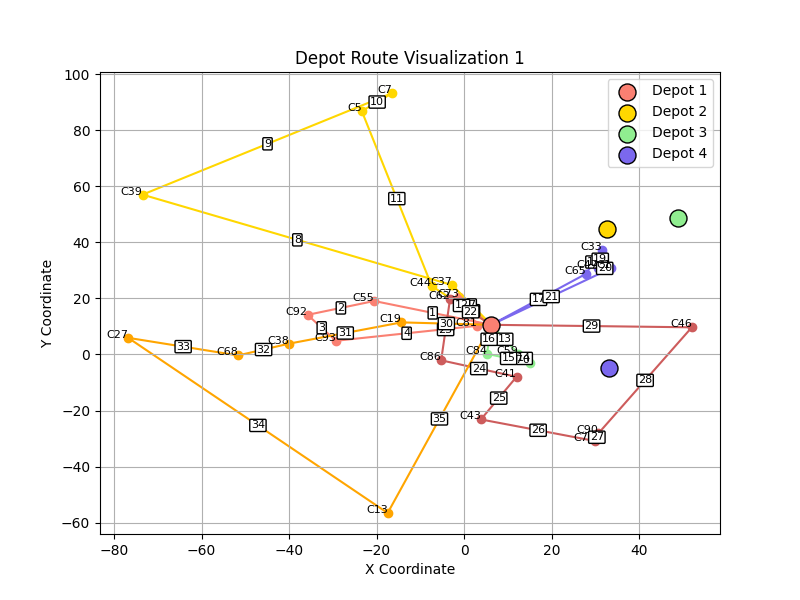 Depot Route Visualization 1
Depot 1
Depot 2
Depot 3
Depot 4
Y Coordinate
100
80
60
40
20
0
−20
−40
−60
−80
−60
−40
−20
0
20
40
X Coordinate
C7
10
C5
9
C39
11
8
C33
19
20
C65
C44
C37
C73
17
21
C55
2
C92
1
22
3
C19
30
C81
29
C46
C27
33
C68
32
C38
31
C93
4
16
13
C84
C59
15
C86
24
C41
25
28
C43
26
C90
27
34
35
C13